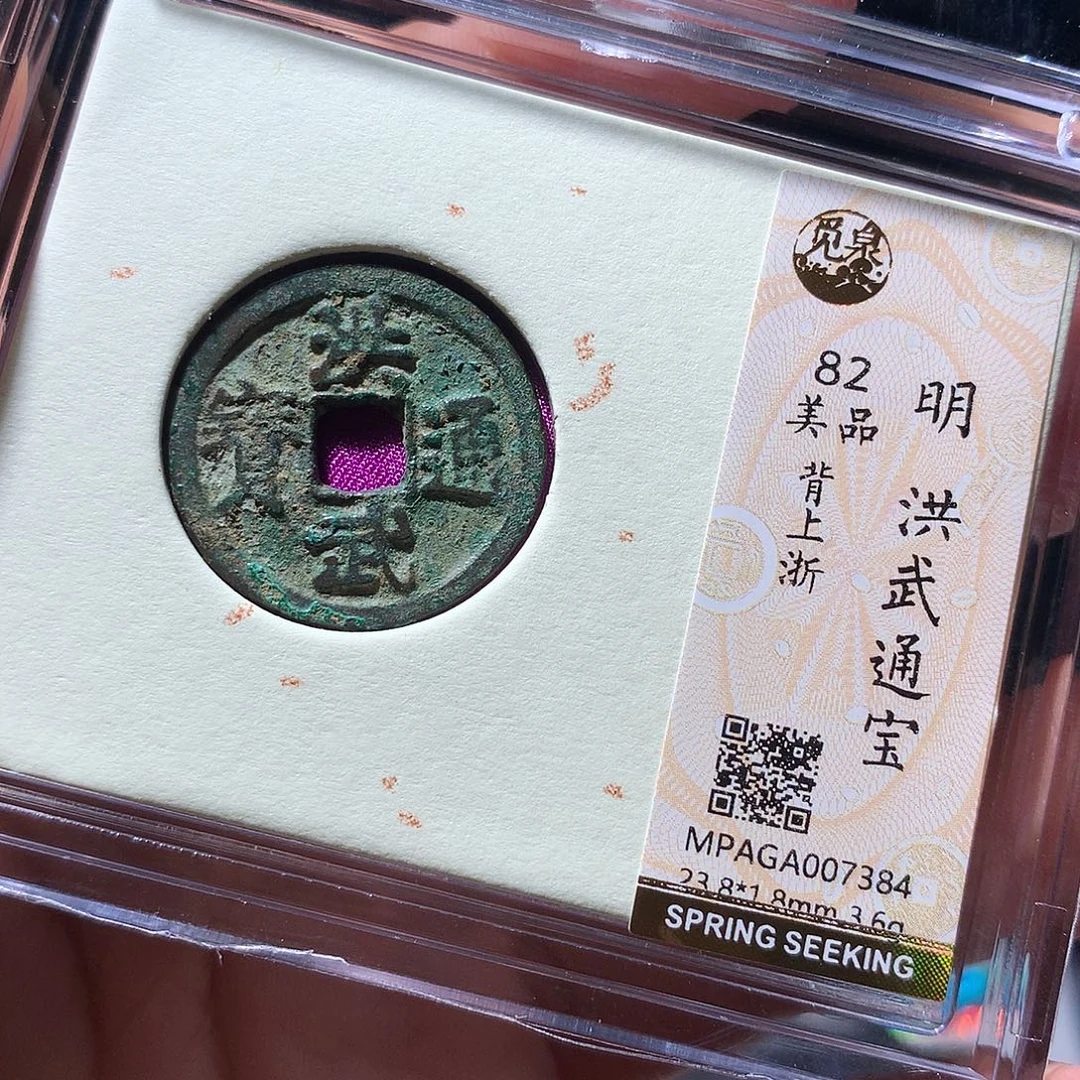 洪武通寶
觅泉
明 洪武通宝
82
美品
背上浙
MPAGA007384
23.8*1.8mm 3.6g
SPRING SEEKING